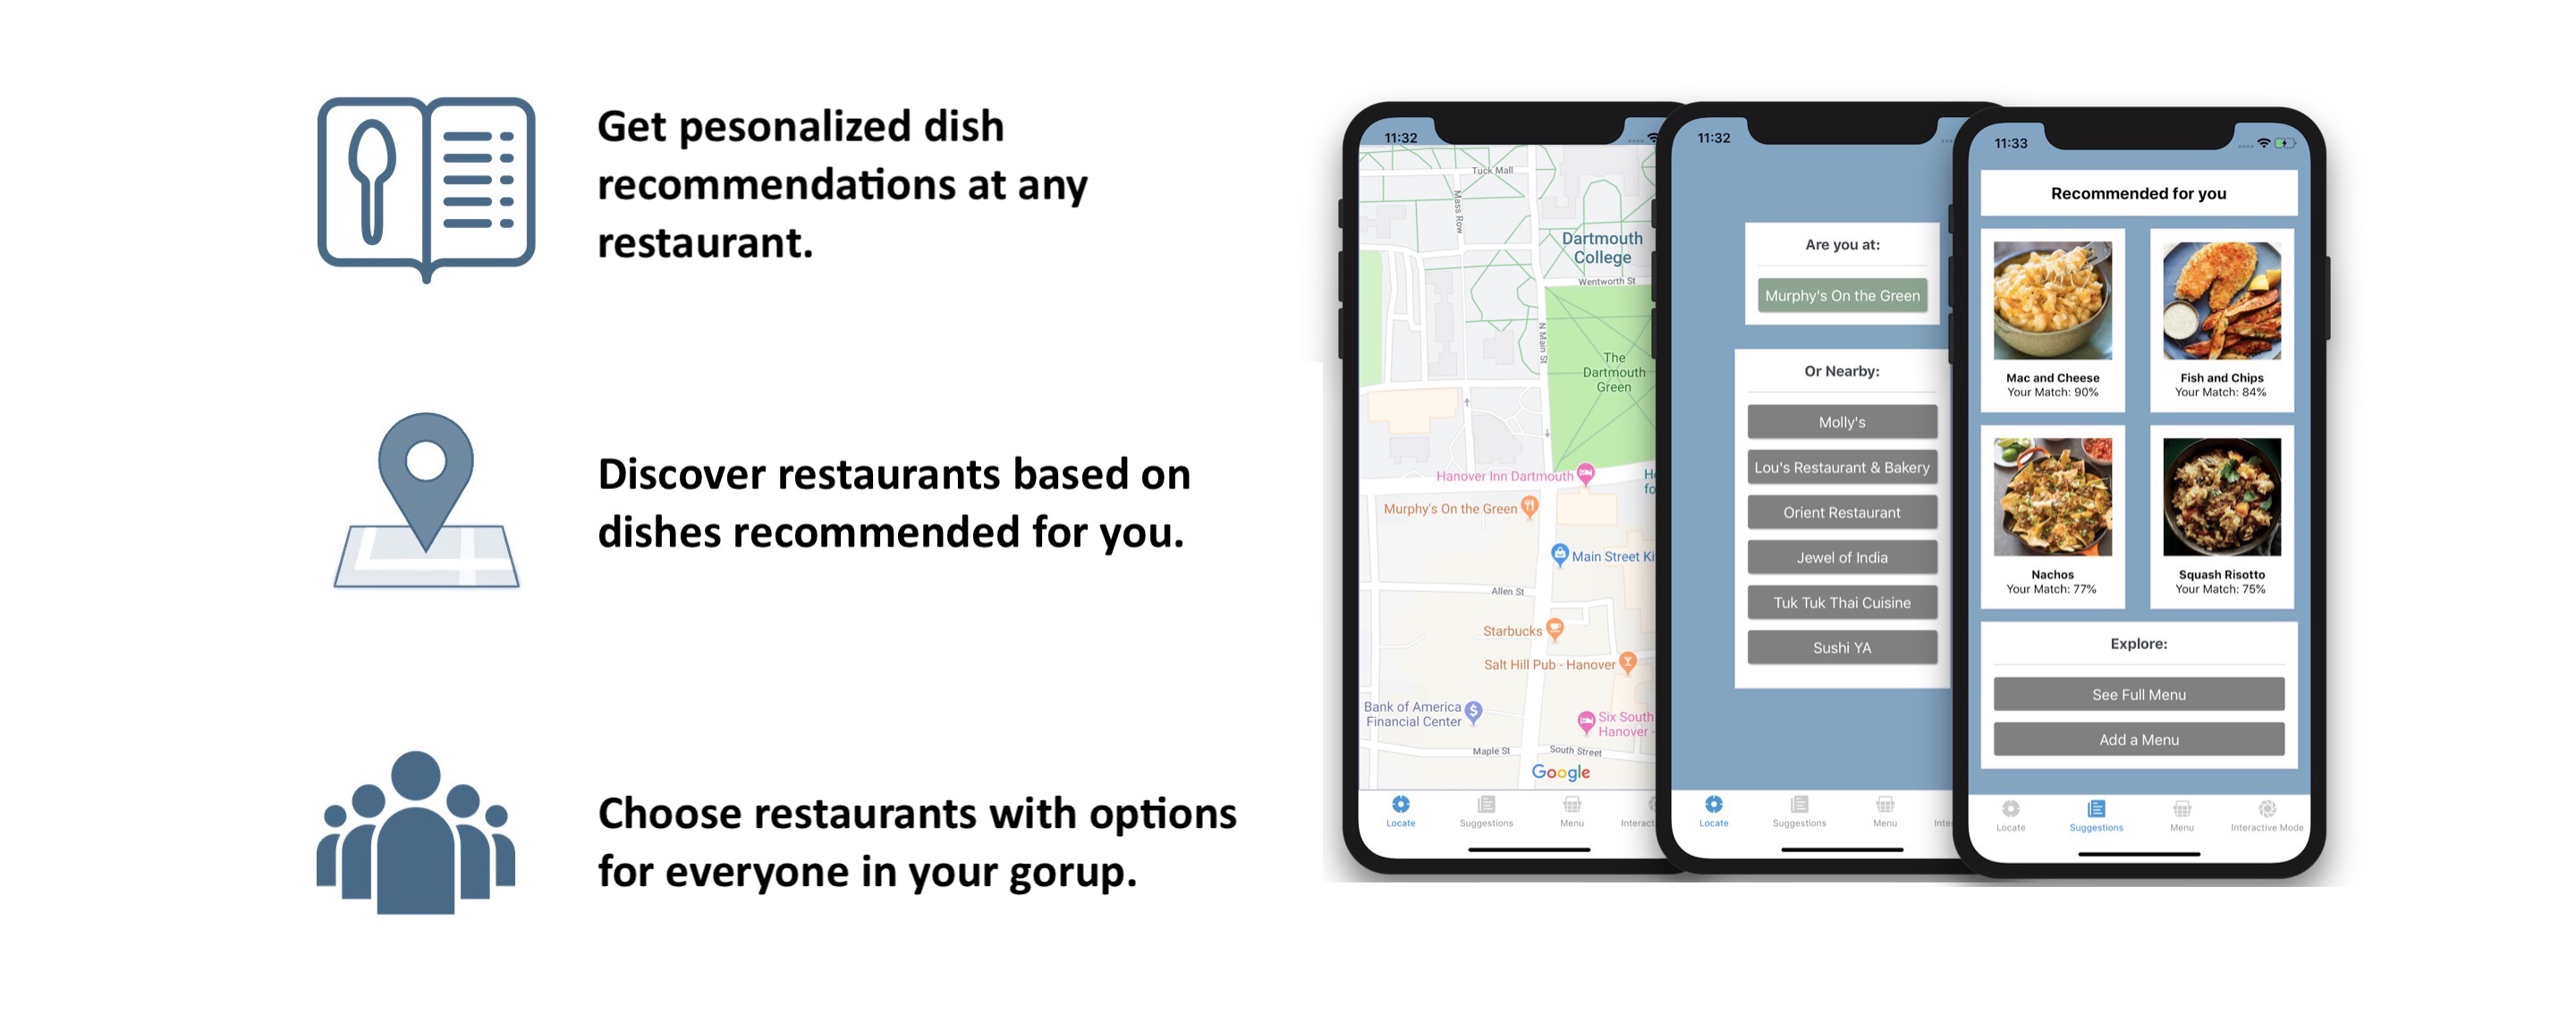 Get pesonalized dish
recommendations at any
restaurant.
Discover restaurants based on
dishes recommended for you.
Choose restaurants with options
for everyone in your gorup.
11:32
Tuck Mall
Mass Row
Dartmouth
College
Wentworth St
N Main St
The
Dartmouth
Green
Hanover Inn Dartmouth
Murphy's On the Green
Main Street
Allen St
Starbucks
Salt Hill Pub - Hanover
Bank of America
Financial Center
Six South
Hanover -
Maple St
South Street
Google
Locate
Suggestions
Menu
11:32
Are you at:
Murphy's On the Green
Or Nearby:
Molly's
Lou's Restaurant & Bakery
Orient Restaurant
Jewel of India
Tuk Tuk Thai Cuisine
Sushi YA
Locate
Suggestions
Menu
11:33
Recommended for you
Mac and Cheese
Your Match: 90%
Fish and Chips
Your Match: 84%
Nachos
Your Match: 77%
Squash Risotto
Your Match: 75%
Explore:
See Full Menu
Add a Menu
Locate
Suggestions
Menu
Interactive Mode